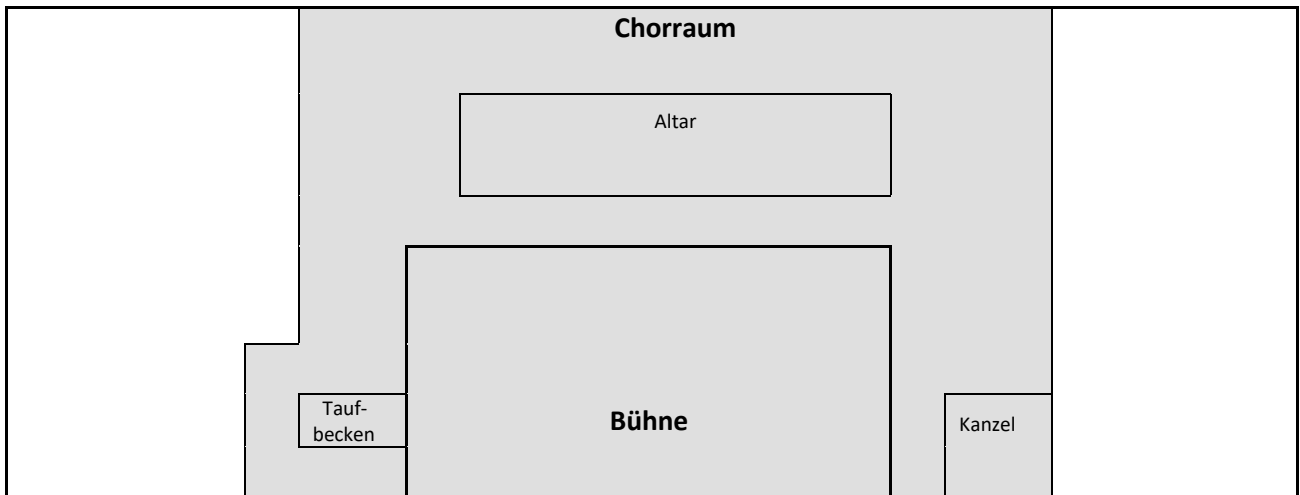 Chorraum
Altar
Tauf-
becken
Bühne
Kanzel